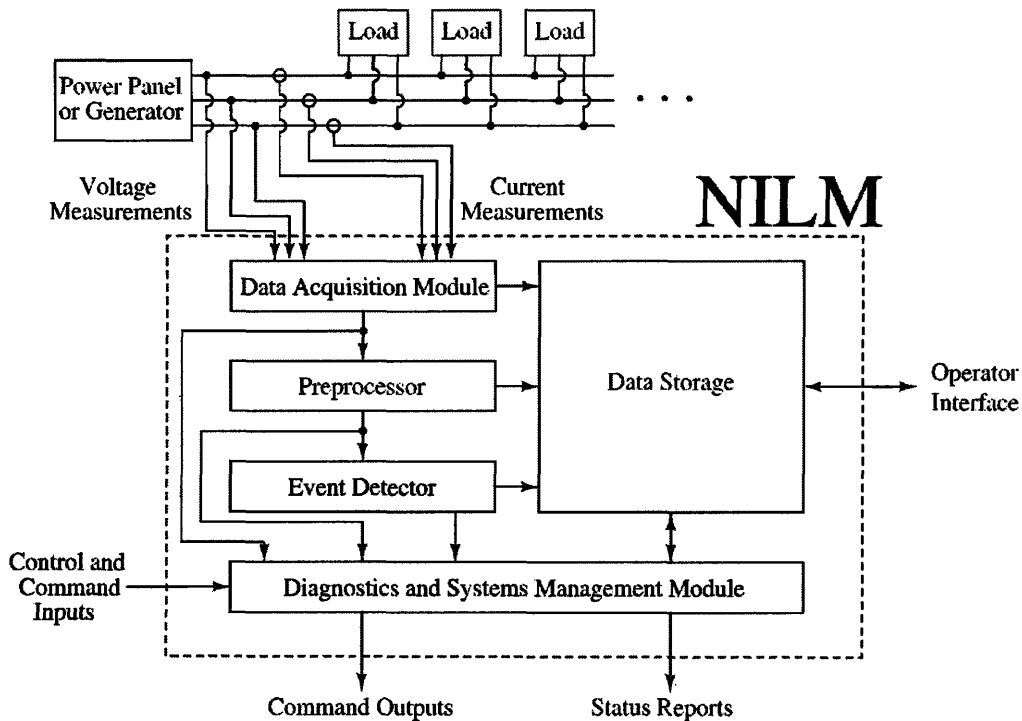 Load
Load
Load
Power Panel
or Generator
Voltage
Measurements
Current
Measurements
NILM
Data Acquisition Module
Preprocessor
Data Storage
Operator
Interface
Event Detector
Control and
Command
Inputs
Diagnostics and Systems Management Module
Command Outputs
Status Reports